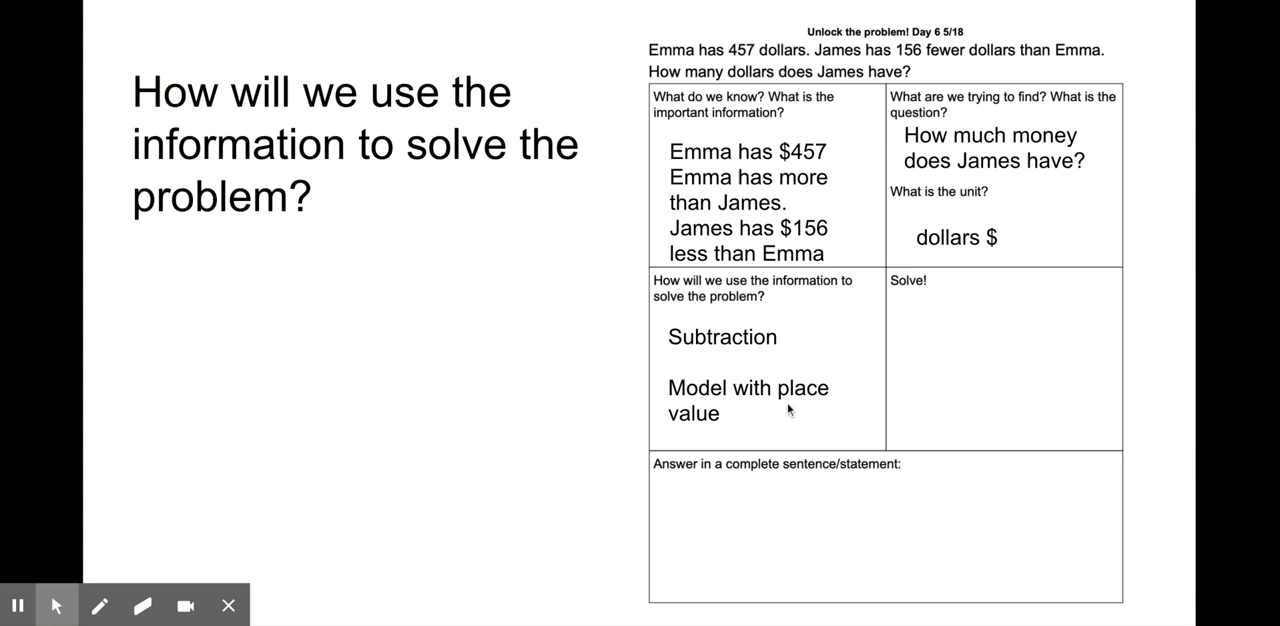 How will we use the
information to solve the
problem?
Unlock the problem! Day 6 5/18
Emma has 457 dollars. James has 156 fewer dollars than Emma.
How many dollars does James have?
What do we know? What is the
important information?
Emma has $457
Emma has more
than James.
James has $156
less than Emma
What are we trying to find? What is the
question?
How much money
does James have?
What is the unit?
dollars $
How will we use the information to
solve the problem?
Subtraction
Model with place
value
Solve!
Answer in a complete sentence/statement: